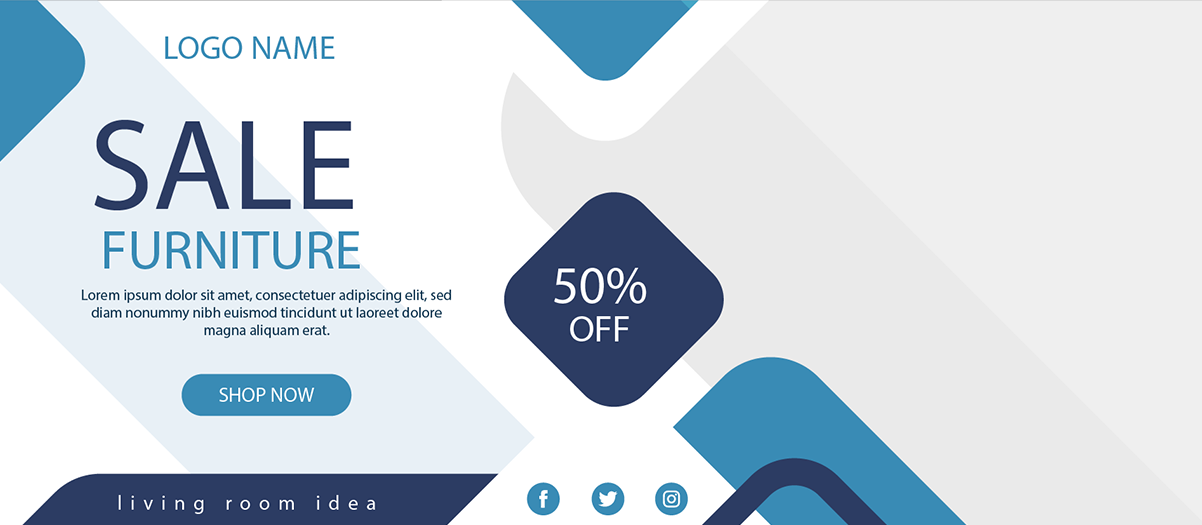 LOGO NAME
SALE
FURNITURE
Lorem ipsum dolor sit amet, consectetuer adipiscing elit, sed
diam nonummy nibh euismod tincidunt ut laoreet dolore
magna aliquam erat.
SHOP NOW
50%
OFF
living room idea